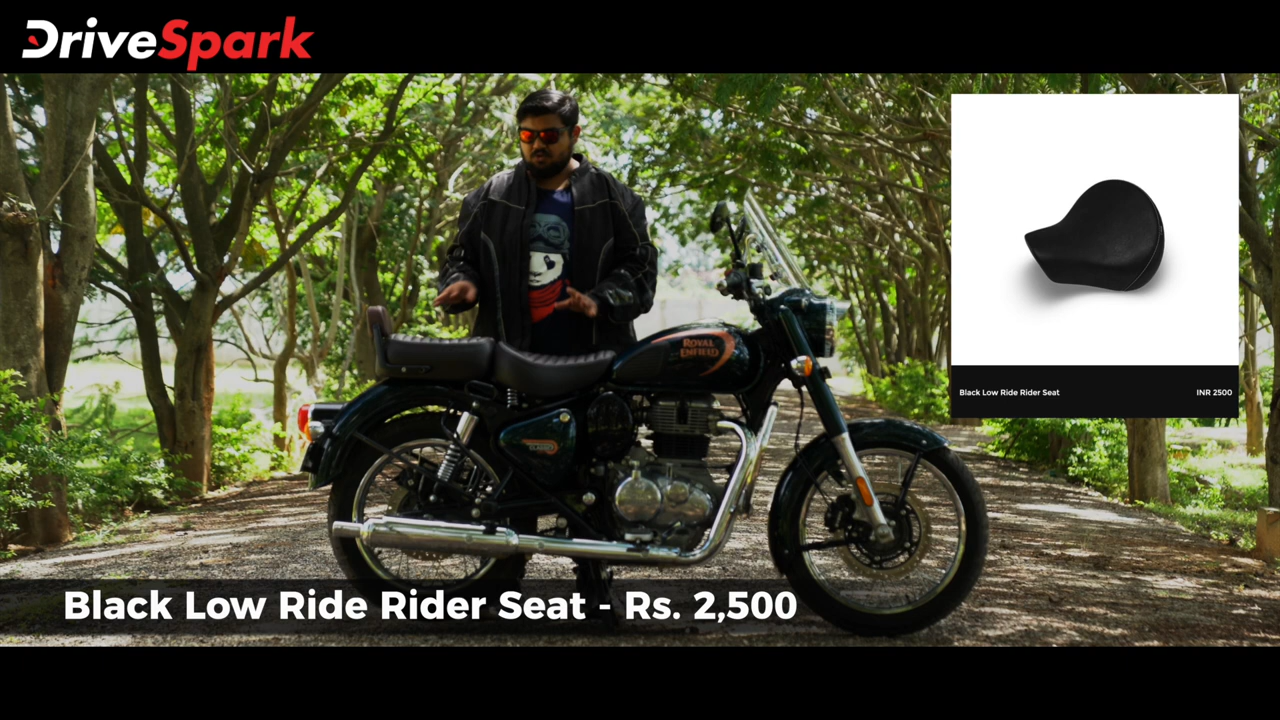 DriveSpark
Black Low Ride Rider Seat
INR 2500
ROYAL
ENFIELD
Black Low Ride Rider Seat - Rs. 2,500